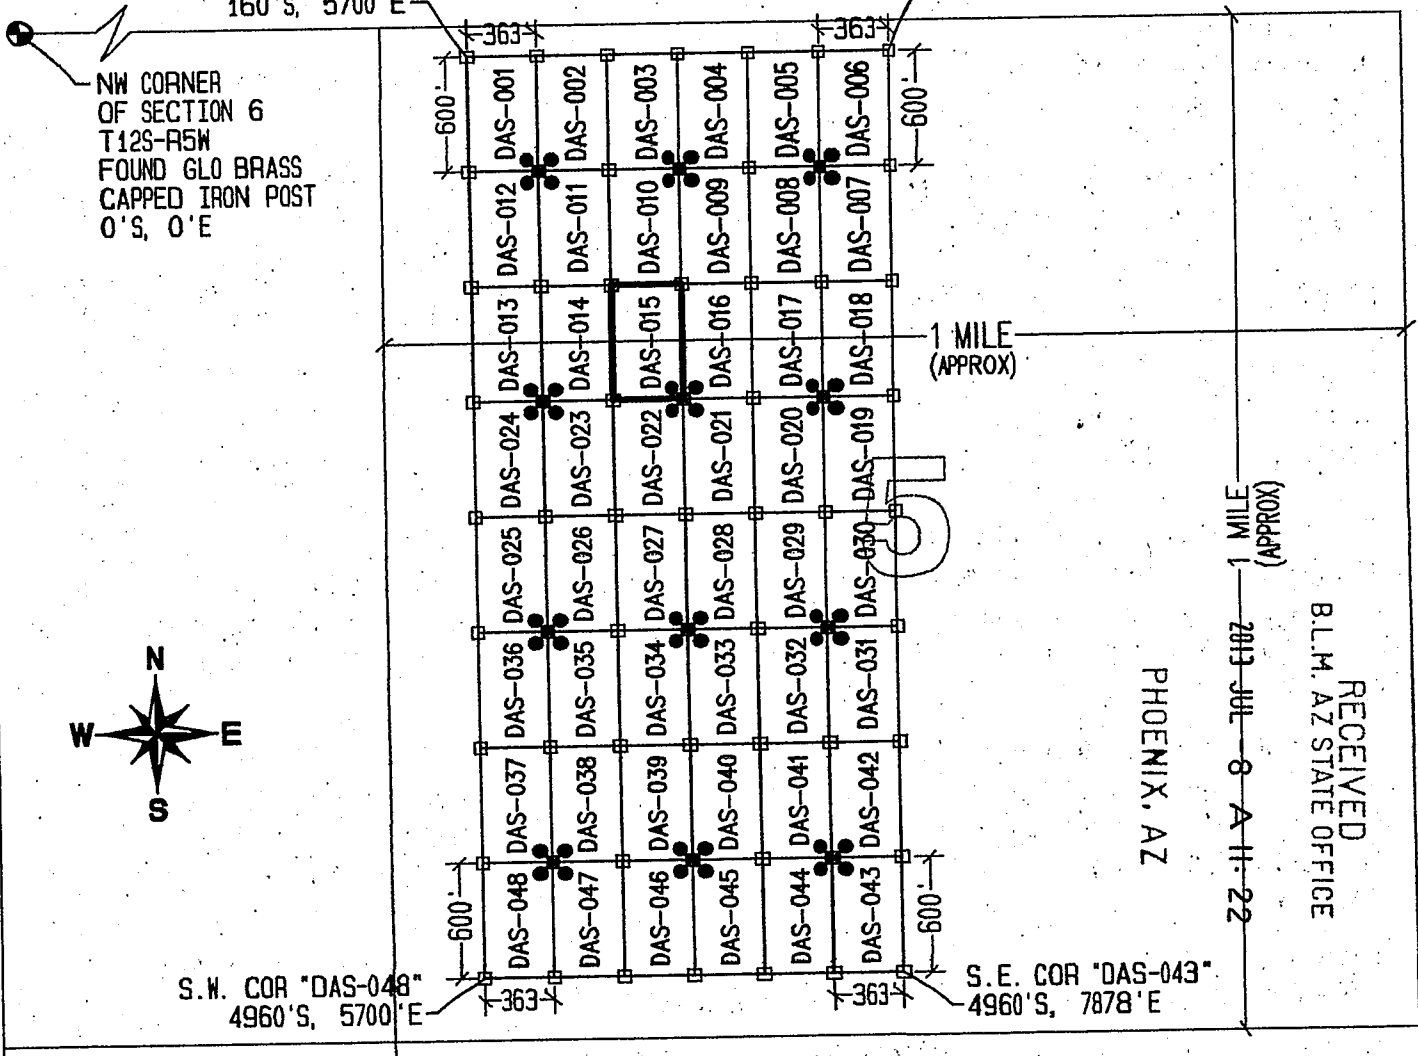 160'S, 5700'E
363
363
NW CORNER
OF SECTION 6
T12S-R5W
FOUND GLO BRASS
CAPPED IRON POST
0'S, 0'E
600'
600'
DAS-001
DAS-002
DAS-003
DAS-004
DAS-005
DAS-006
DAS-012
DAS-011
DAS-010
DAS-009
DAS-008
DAS-007
DAS-013
DAS-014
DAS-015
DAS-016
DAS-017
DAS-018
1 MILE
(APPROX)
DAS-024
DAS-023
DAS-022
DAS-021
DAS-020
DAS-019
5
DAS-025
DAS-026
DAS-027
DAS-028
DAS-029
DAS-030
1 MILE
(APPROX)
DAS-036
DAS-035
DAS-034
DAS-033
DAS-032
DAS-031
N
W
E
S
DAS-037
DAS-038
DAS-039
DAS-040
DAS-041
DAS-042
RECEIVED
B.L.M. AZ STATE OFFICE
2013 JUL -8 A 11:22
PHOENIX, AZ
DAS-048
DAS-047
DAS-046
DAS-045
DAS-044
DAS-043
600'
600'
S.W. COR "DAS-048"
4960'S, 5700'E
363
363
S.E. COR "DAS-043"
4960'S, 7878'E